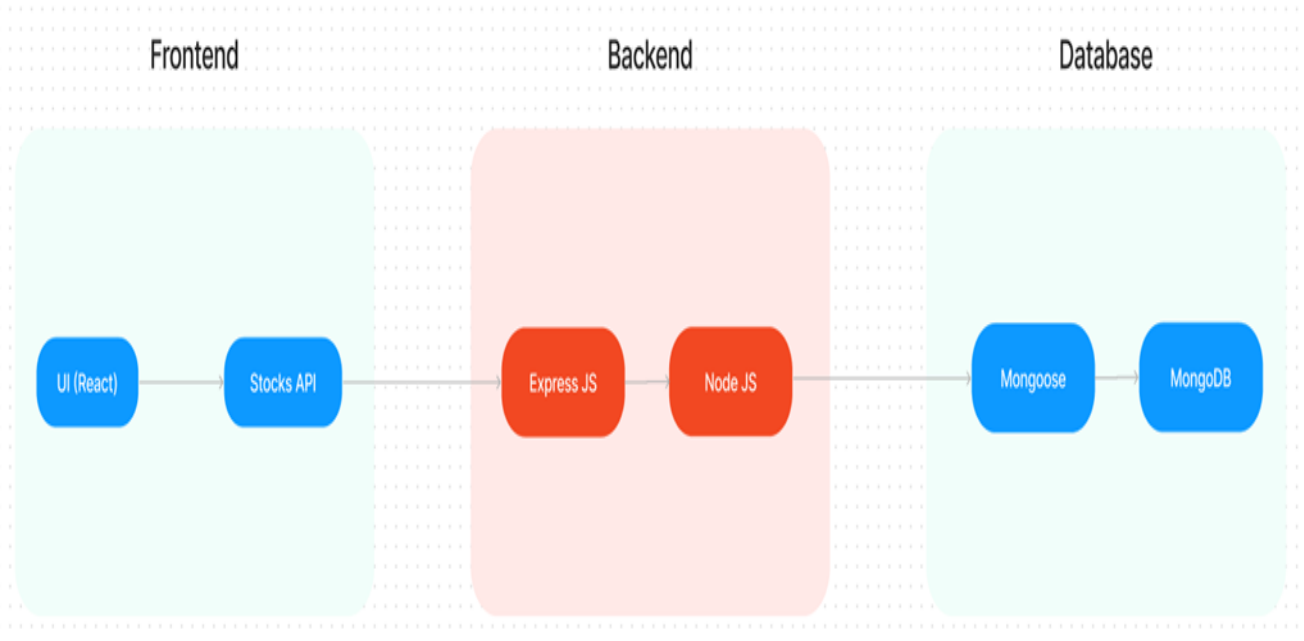 Frontend
Backend
Database
UI (React)
Stocks API
Express JS
Node JS
Mongoose
MongoDB